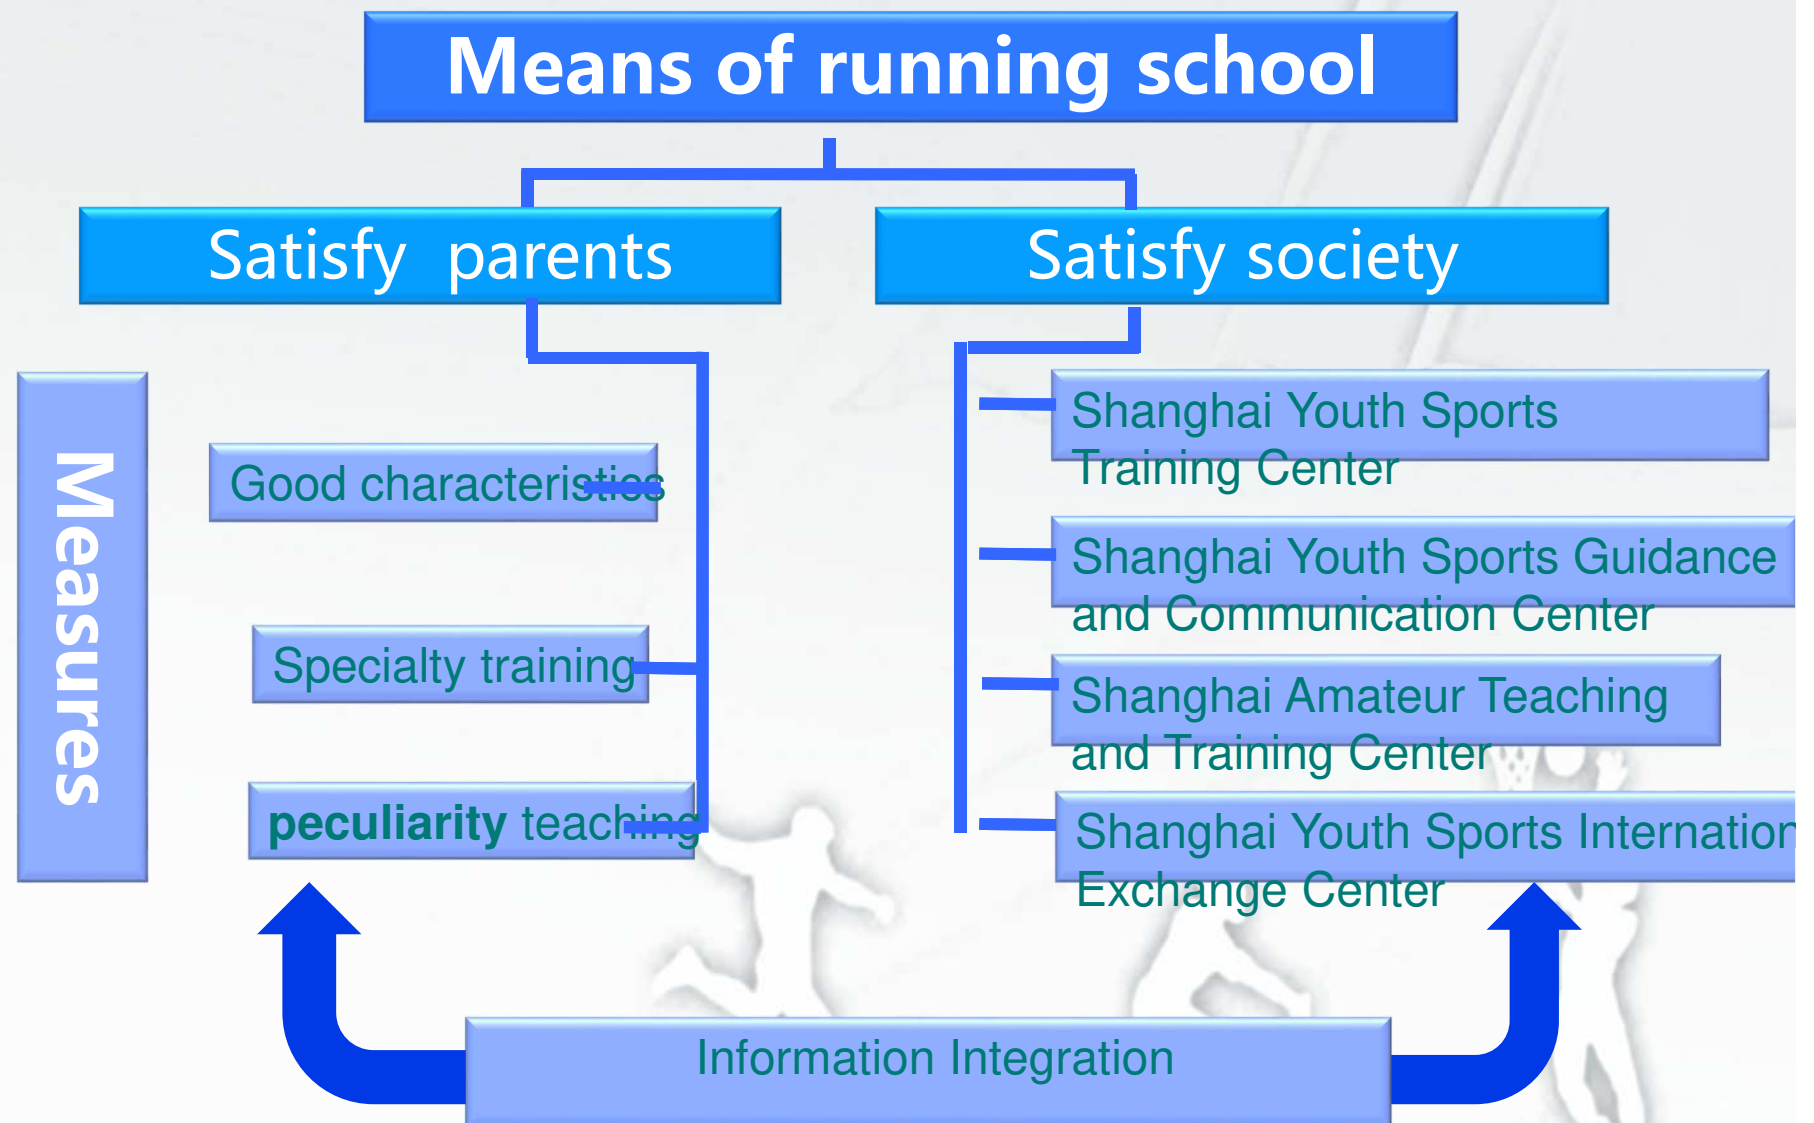 Means of running school
Satisfy parents
Satisfy society
Measures
Good characteristics
Specialty training
peculiarity teaching
Shanghai Youth Sports
Training Center
Shanghai Youth Sports Guidance
and Communication Center
Shanghai Amateur Teaching
and Training Center
Shanghai Youth Sports Internation
Exchange Center
Information Integration